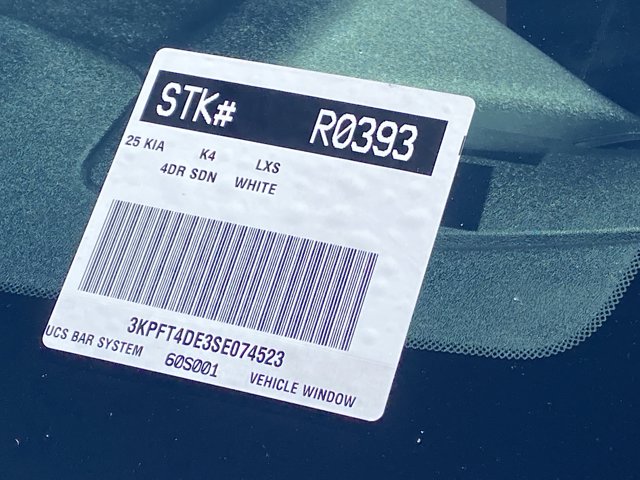 STK# R0393
25 KIA K4 LXS
4DR SDN WHITE
3KPFT4DE3SE074523
UCS BAR SYSTEM 60S001 VEHICLE WINDOW